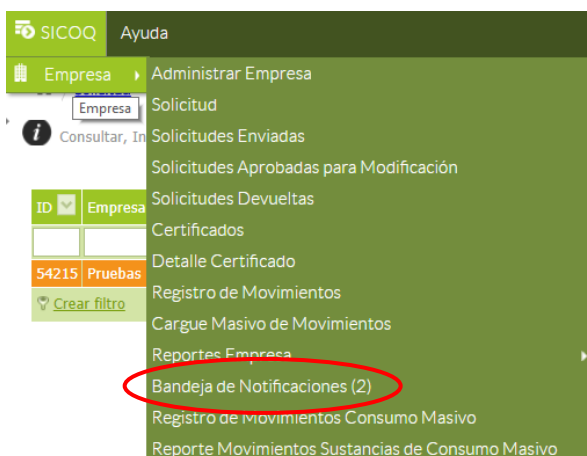 SICOQ Ayuda
Empresa Administrar Empresa
Empresa Solicitud
Consultar, In Solicitudes Enviadas
Solicitudes Aprobadas para Modificación
ID Empresa Solicitudes Devueltas
Certificados
54215 Pruebas Detalle Certificado
Crear filtro Registro de Movimientos
Cargue Masivo de Movimientos
Reportes Empresa
Bandeja de Notificaciones (2)
Registro de Movimientos Consumo Masivo
Reporte Movimientos Sustancias de Consumo Masivo